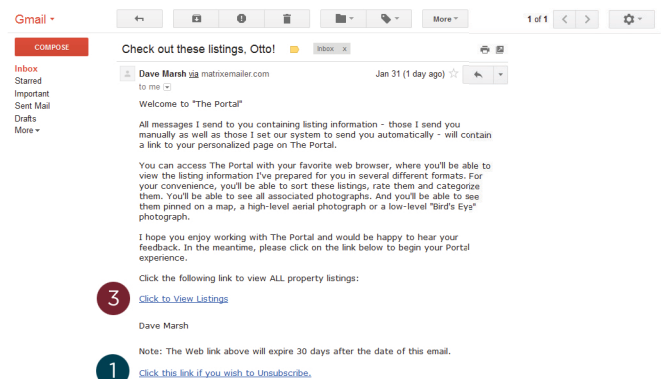 Gmail
More
1 of 1
COMPOSE
Check out these listings, Otto!
Inbox x
Inbox
Starred
Important
Sent Mail
Drafts
More
Dave Marsh via matrixemailer.com
Jan 31 (1 day ago)
to me
Welcome to "The Portal"
All messages I send to you containing listing information - those I send you
manually as well as those I set our system to send you automatically - will contain
a link to your personalized page on The Portal.
You can access The Portal with your favorite web browser, where you'll be able to
view the listing information I've prepared for you in several different formats. For
your convenience, you'll be able to sort these listings, rate them and categorize
them. You'll be able to see all associated photographs. And you'll be able to see
them pinned on a map, a high-level aerial photograph or a low-level "Bird's Eye"
photograph.
I hope you enjoy working with The Portal and would be happy to hear your
feedback. In the meantime, please click on the link below to begin your Portal
experience.
Click the following link to view ALL property listings:
3
Click to View Listings
Dave Marsh
Note: The Web link above will expire 30 days after the date of this email.
1
Click this link if you wish to Unsubscribe.